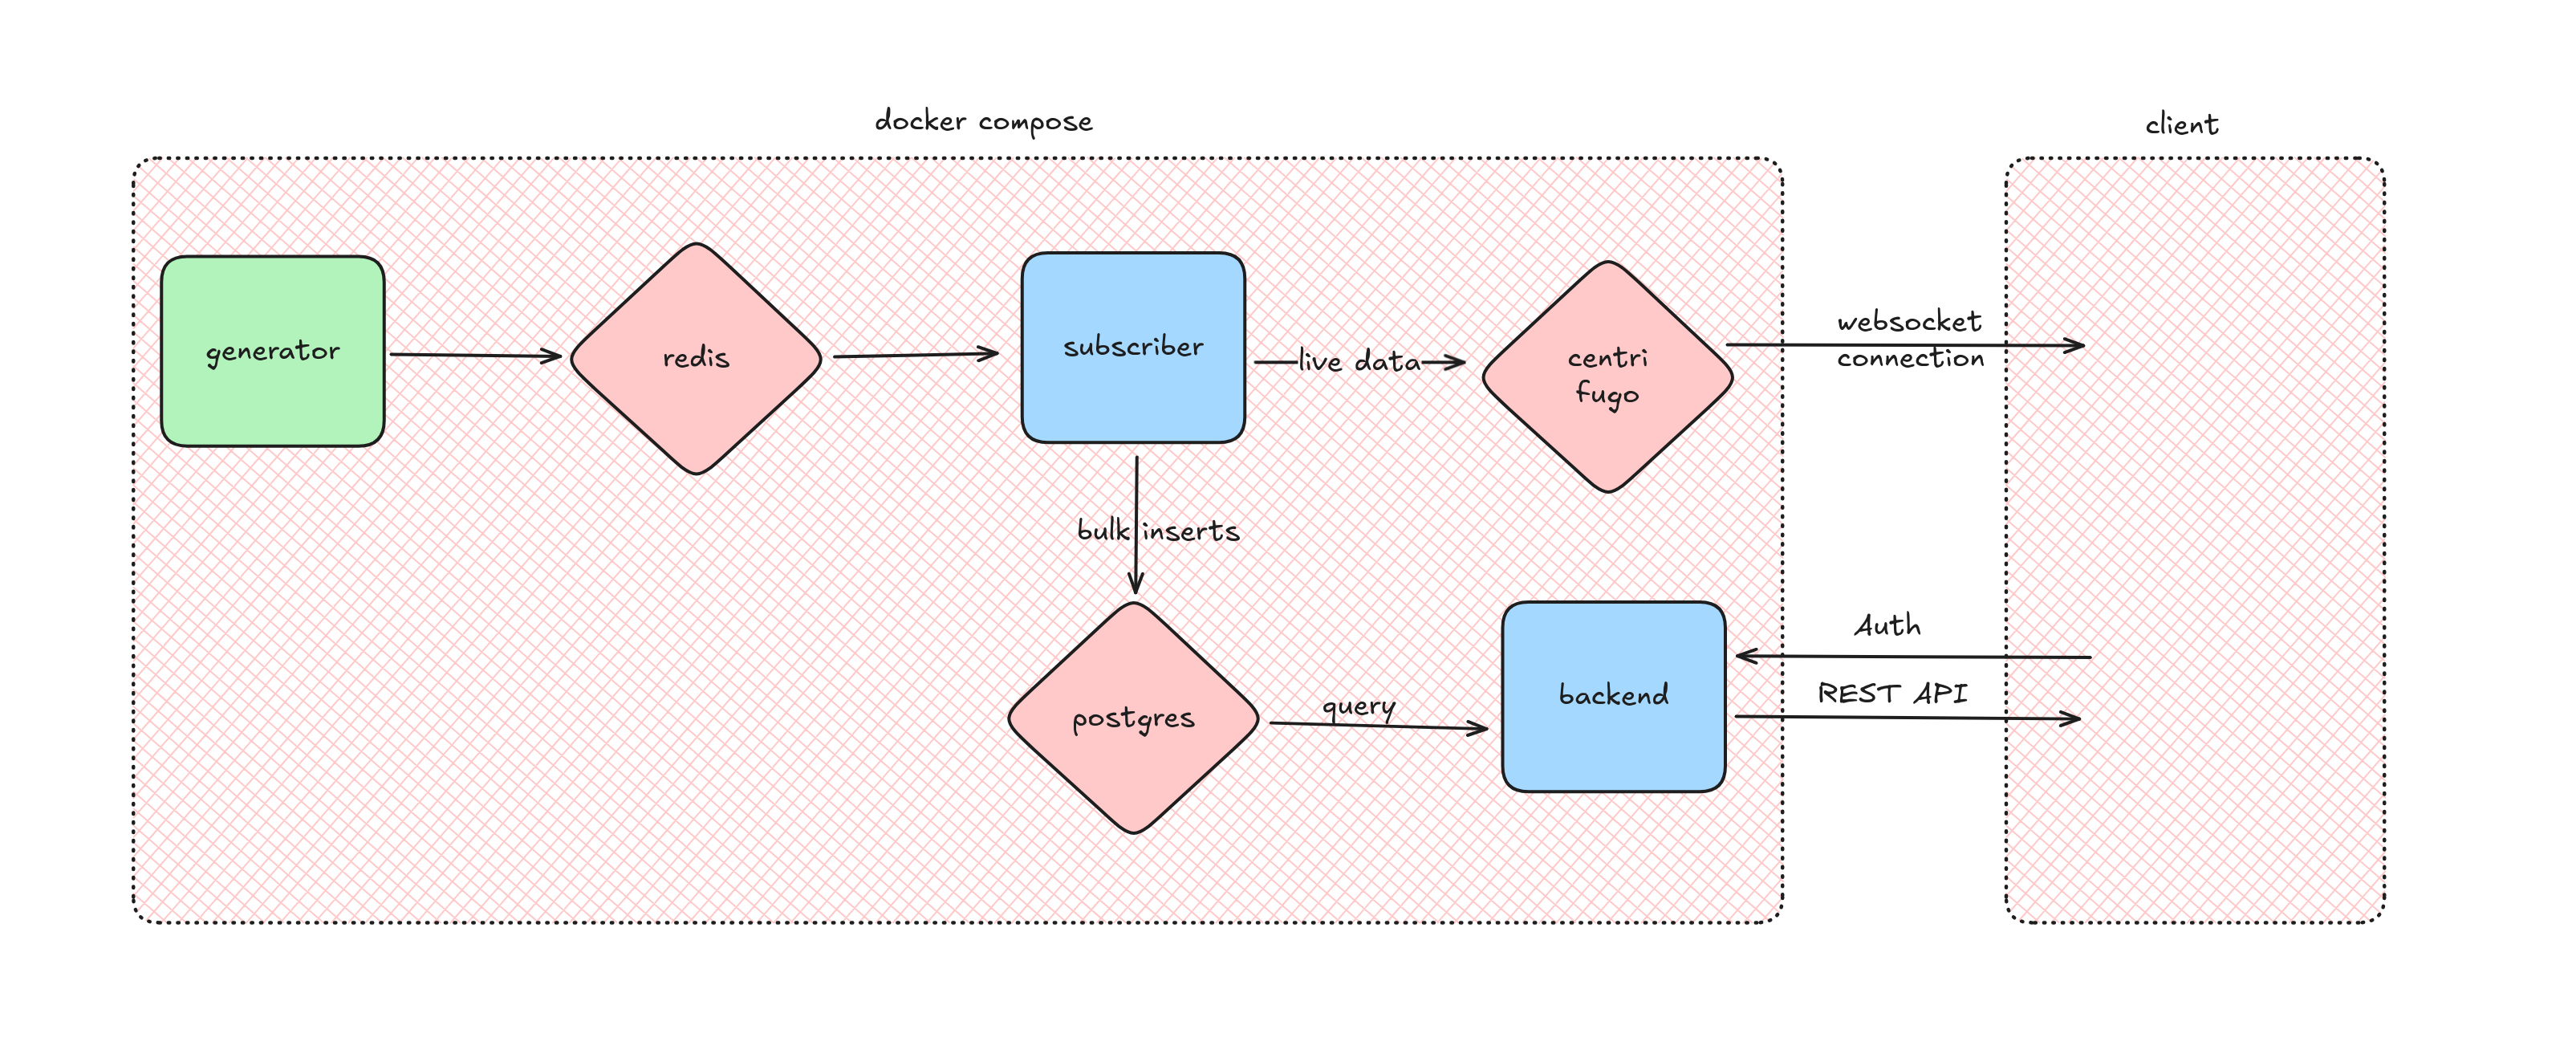 docker compose
client
generator
redis
subscriber
live data
centri
fugo
websocket
connection
bulk inserts
postgres
query
backend
Auth
REST API